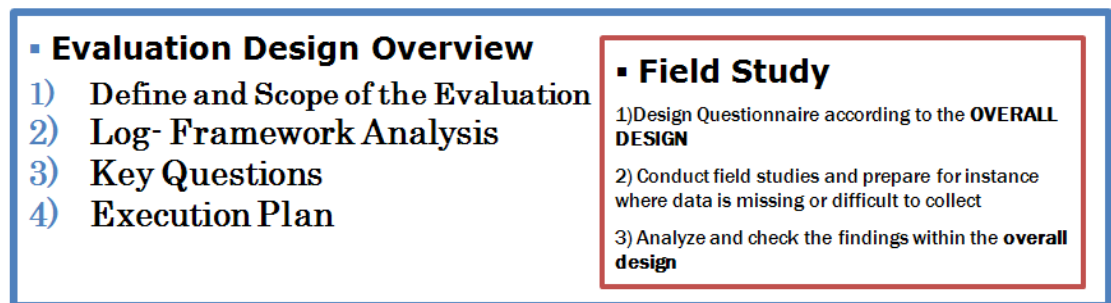 ▪ Evaluation Design Overview
1) Define and Scope of the Evaluation
2) Log- Framework Analysis
3) Key Questions
4) Execution Plan
▪ Field Study
1)Design Questionnaire according to the OVERALL
DESIGN
2) Conduct field studies and prepare for instance
where data is missing or difficult to collect
3) Analyze and check the findings within the overall
design